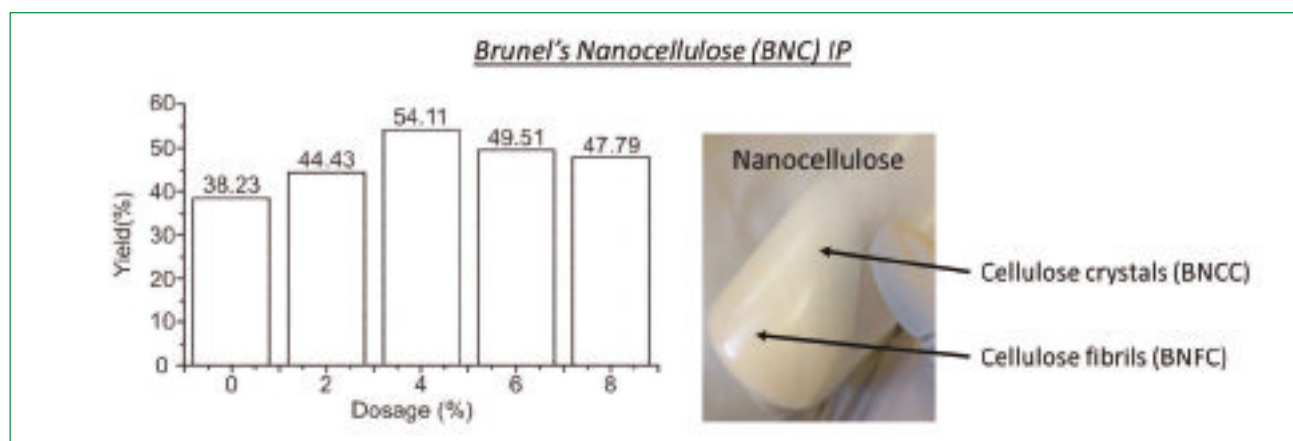 Brunel's Nanocellulose (BNC) IP
60
50
40
30
20
10
0
Yield(%)
38.23
44.43
54.11
49.51
47.79
0 2 4 6 8
Dosage (%)
Nanocellulose
Cellulose crystals (BNCC)
Cellulose fibrils (BNFC)